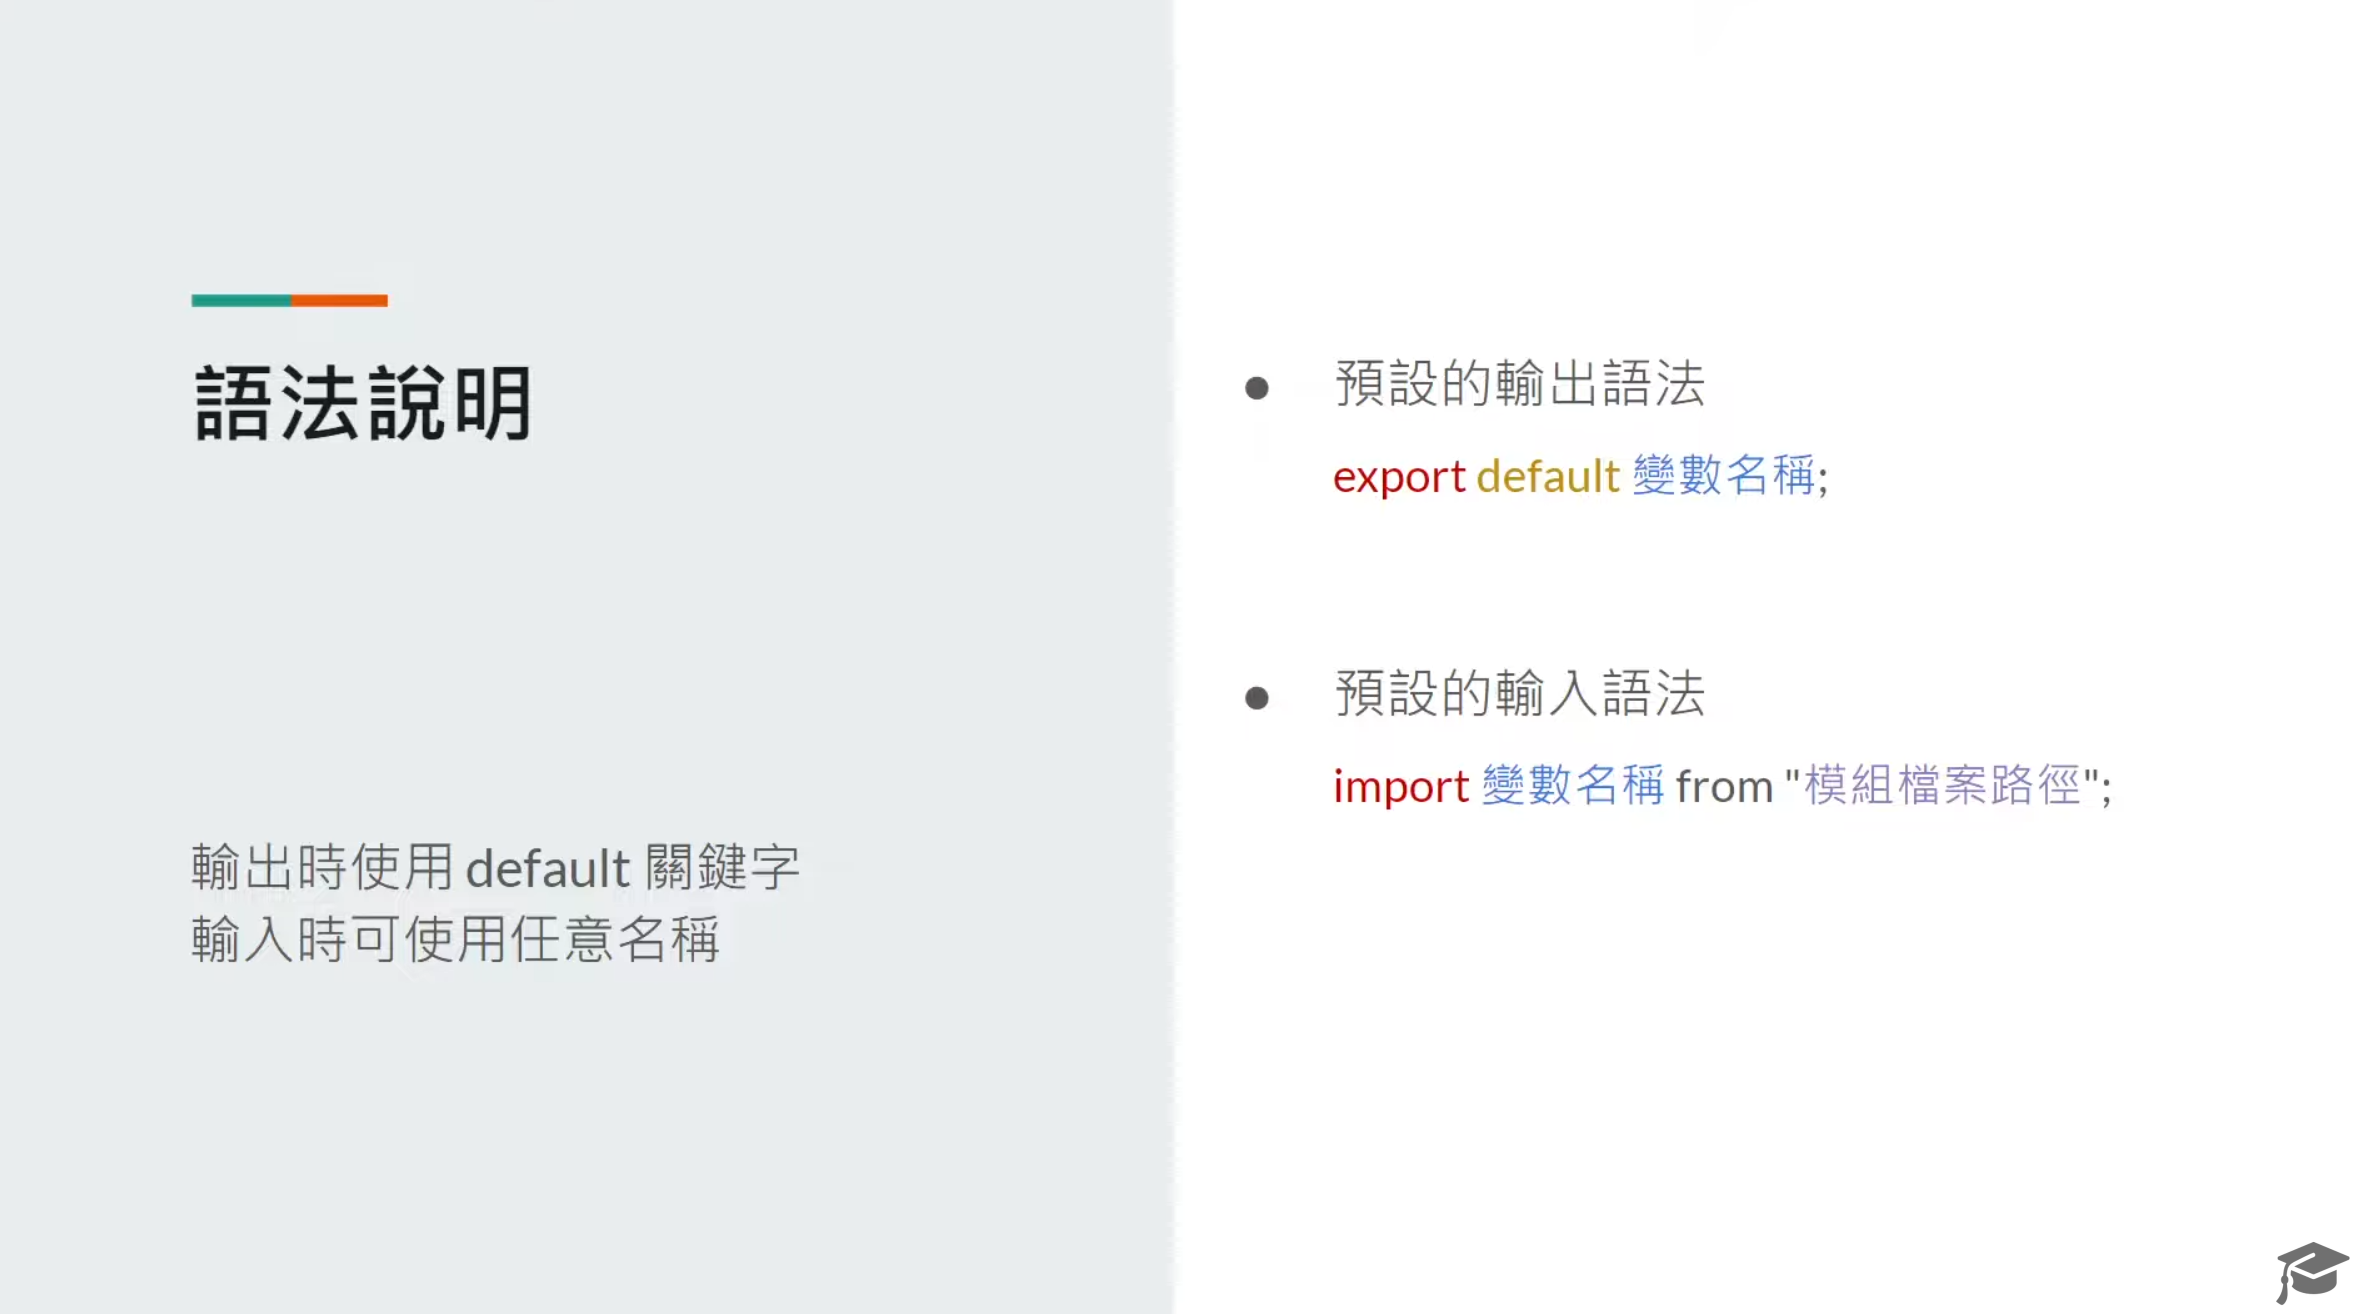 語法說明
輸出時使用 default 關鍵字
輸入時可使用任意名稱
預設的輸出語法
export default 變數名稱;
預設的輸入語法
import 變數名稱 from "模組檔案路徑";